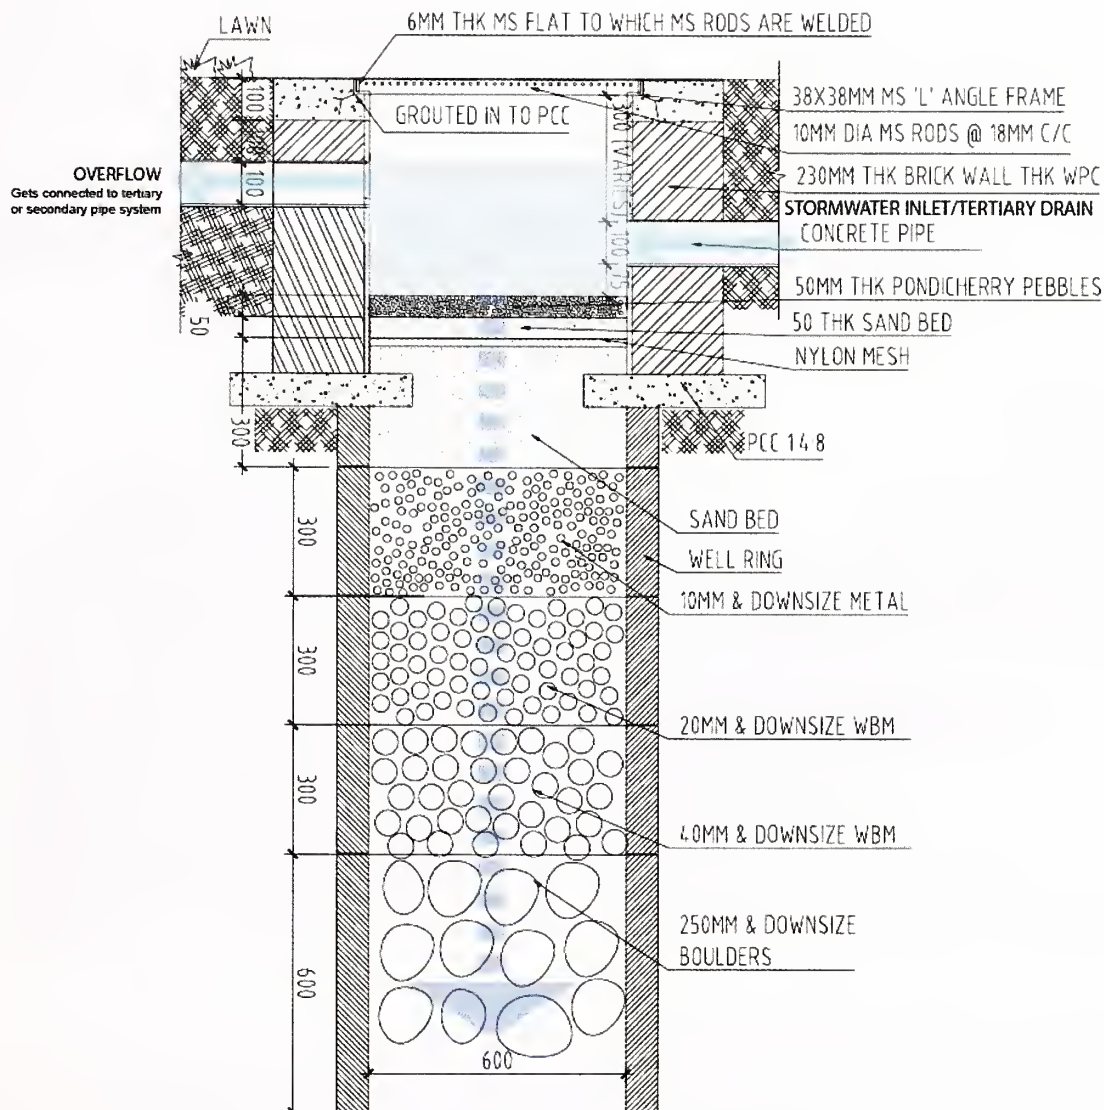 LAWN
6MM THK MS FLAT TO WHICH MS RODS ARE WELDED
100
GROUTED IN TO PCC
300 (VARIES)
38X38MM MS 'L' ANGLE FRAME
10MM DIA MS RODS @ 18MM C/C
OVERFLOW
Gets connected to tertiary
or secondary pipe system
100
230MM THK BRICK WALL THK WPC
STORMWATER INLET/TERTIARY DRAIN
CONCRETE PIPE
100
75
50MM THK PONDICHERRY PEBBLES
50
50 THK SAND BED
NYLON MESH
300
PCC 1:4:8
SAND BED
300
WELL RING
10MM & DOWNSIZE METAL
300
20MM & DOWNSIZE WBM
300
40MM & DOWNSIZE WBM
250MM & DOWNSIZE
BOULDERS
600
600